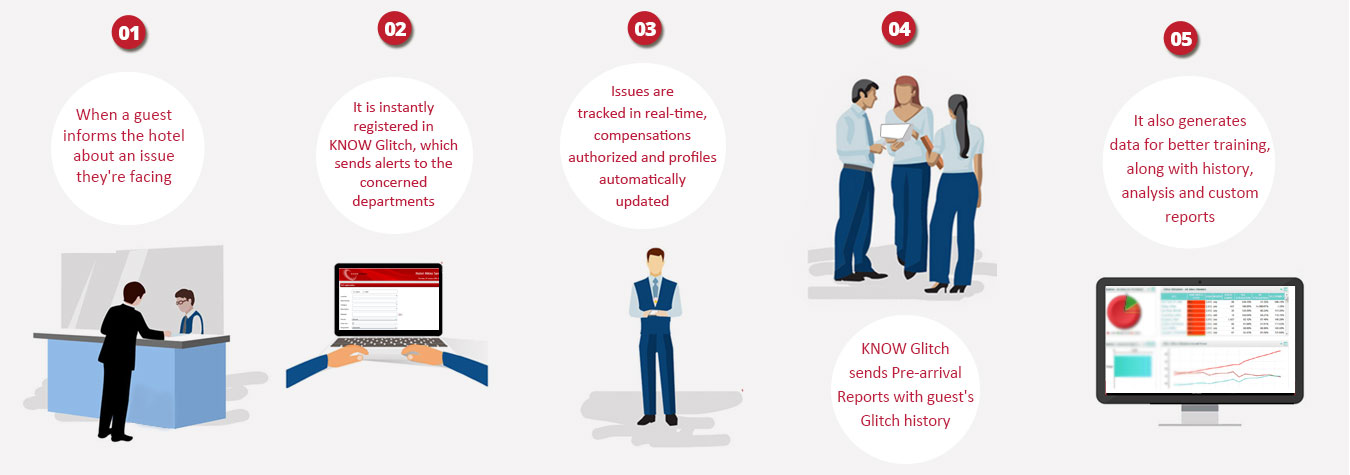 01
When a guest
informs the hotel
about an issue
they're facing
02
It is instantly
registered in
KNOW Glitch, which
sends alerts to the
concerned
departments
03
Issues are
tracked in real-time,
compensations
authorized and profiles
automatically
updated
04
KNOW Glitch
sends Pre-arrival
Reports with guest's
Glitch history
05
It also generates
data for better training,
along with history,
analysis and custom
reports